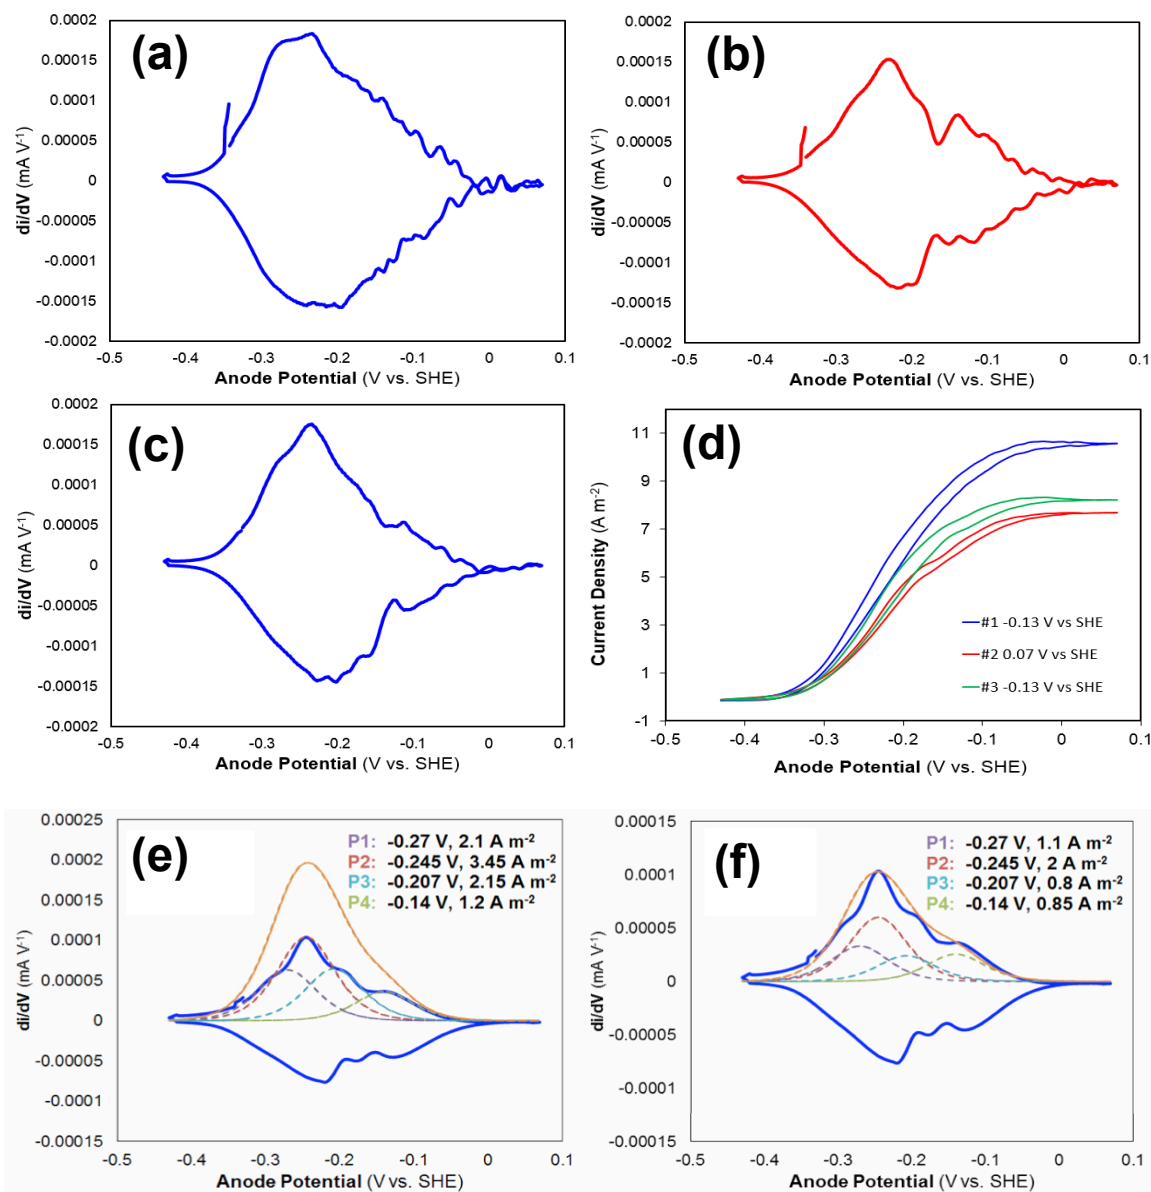 (a)
0.0002
0.00015
0.0001
0.00005
0
-0.00005
-0.0001
-0.00015
-0.0002
di/dV (mA V-1)
-0.5 -0.4 -0.3 -0.2 -0.1 0 0.1
Anode Potential (V vs. SHE)
(b)
0.0002
0.00015
0.0001
0.00005
0
-0.00005
-0.0001
-0.00015
-0.0002
di/dV (mA V-1)
-0.5 -0.4 -0.3 -0.2 -0.1 0 0.1
Anode Potential (V vs. SHE)
(c)
0.0002
0.00015
0.0001
0.00005
0
-0.00005
-0.0001
-0.00015
-0.0002
di/dV (mA V-1)
-0.5 -0.4 -0.3 -0.2 -0.1 0 0.1
Anode Potential (V vs. SHE)
(d)
11
9
7
5
3
1
-1
Current Density (A m-2)
#1 -0.13 V vs SHE
#2 0.07 V vs SHE
#3 -0.13 V vs SHE
-0.5 -0.4 -0.3 -0.2 -0.1 0 0.1
Anode Potential (V vs. SHE)
(e)
0.00025
0.0002
0.00015
0.0001
0.00005
0
-0.00005
-0.0001
-0.00015
di/dV (mA V-1)
P1: -0.27 V, 2.1 A m-2
P2: -0.245 V, 3.45 A m-2
P3: -0.207 V, 2.15 A m-2
P4: -0.14 V, 1.2 A m-2
-0.5 -0.4 -0.3 -0.2 -0.1 0 0.1
Anode Potential (V vs. SHE)
(f)
0.00015
0.0001
0.00005
0
-0.00005
-0.0001
-0.00015
di/dV (mA V-1)
P1: -0.27 V, 1.1 A m-2
P2: -0.245 V, 2 A m-2
P3: -0.207 V, 0.8 A m-2
P4: -0.14 V, 0.85 A m-2
-0.5 -0.4 -0.3 -0.2 -0.1 0 0.1
Anode Potential (V vs. SHE)